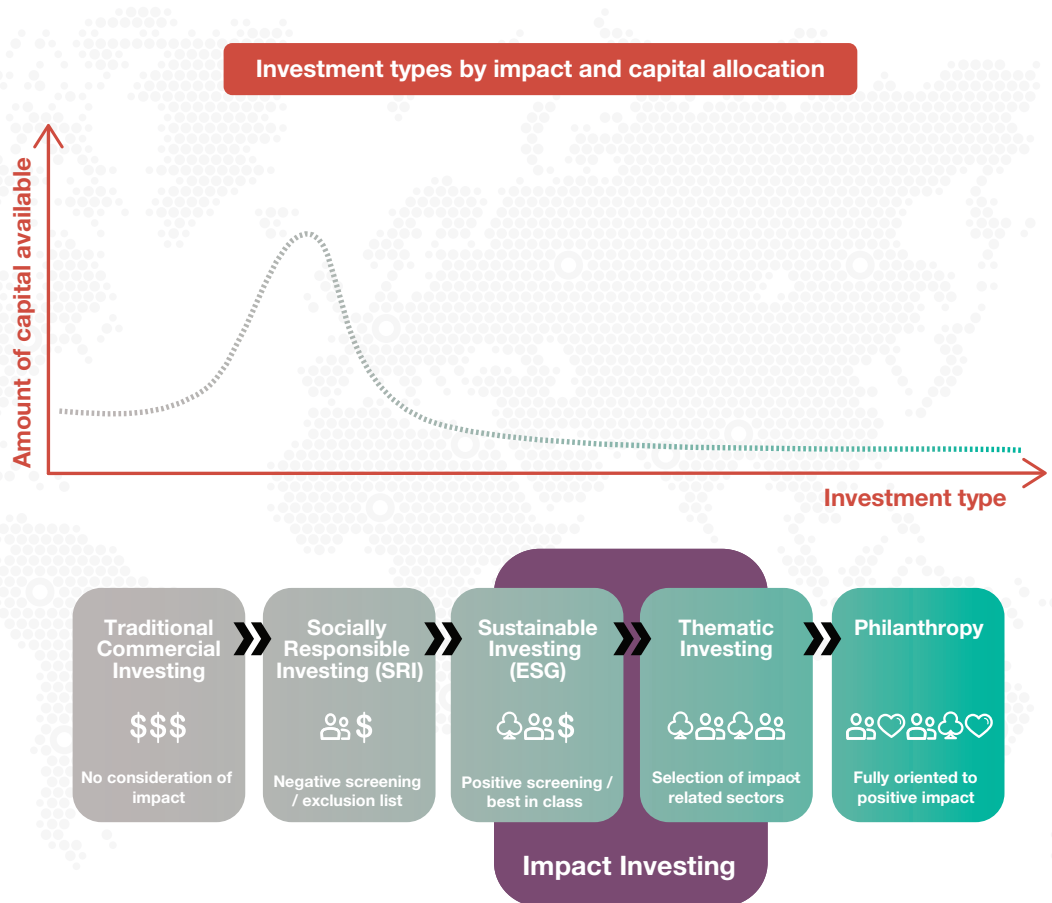 Investment types by impact and capital allocation
Amount of capital available
Investment type
Traditional
Commercial
Investing
$$$
No consideration of
impact
Socially
Responsible
Investing (SRI)
$
Negative screening
/ exclusion list
Sustainable
Investing
(ESG)
$
Positive screening /
best in class
Thematic
Investing
Selection of impact-
related sectors
Philanthropy
Fully oriented to
positive impact
Impact Investing